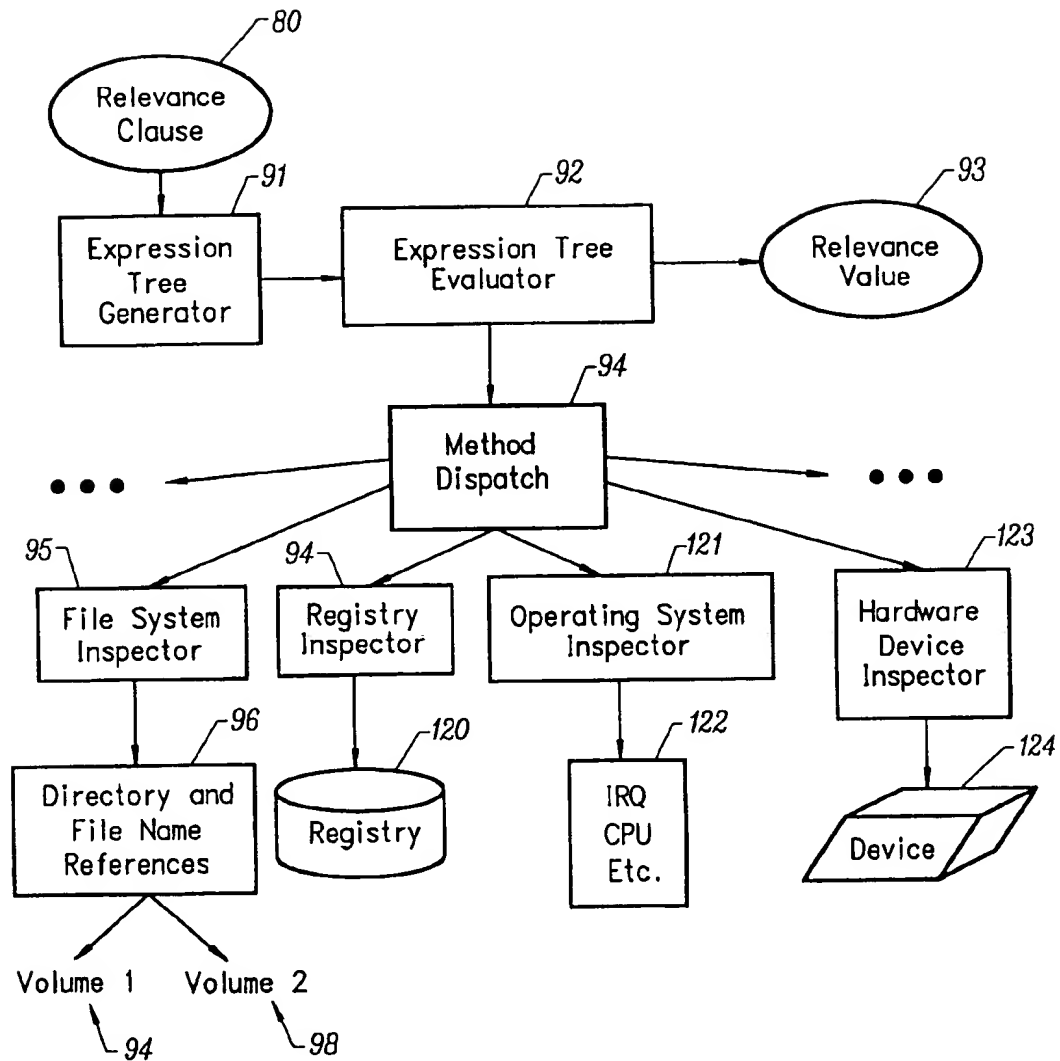 80
Relevance
Clause
91
Expression
Tree
Generator
92
Expression Tree
Evaluator
93
Relevance
Value
94
Method
Dispatch
95
File System
Inspector
94
Registry
Inspector
121
Operating System
Inspector
123
Hardware
Device
Inspector
96
Directory and
File Name
References
120
Registry
122
IRQ
CPU
Etc.
124
Device
Volume 1
Volume 2
94
98